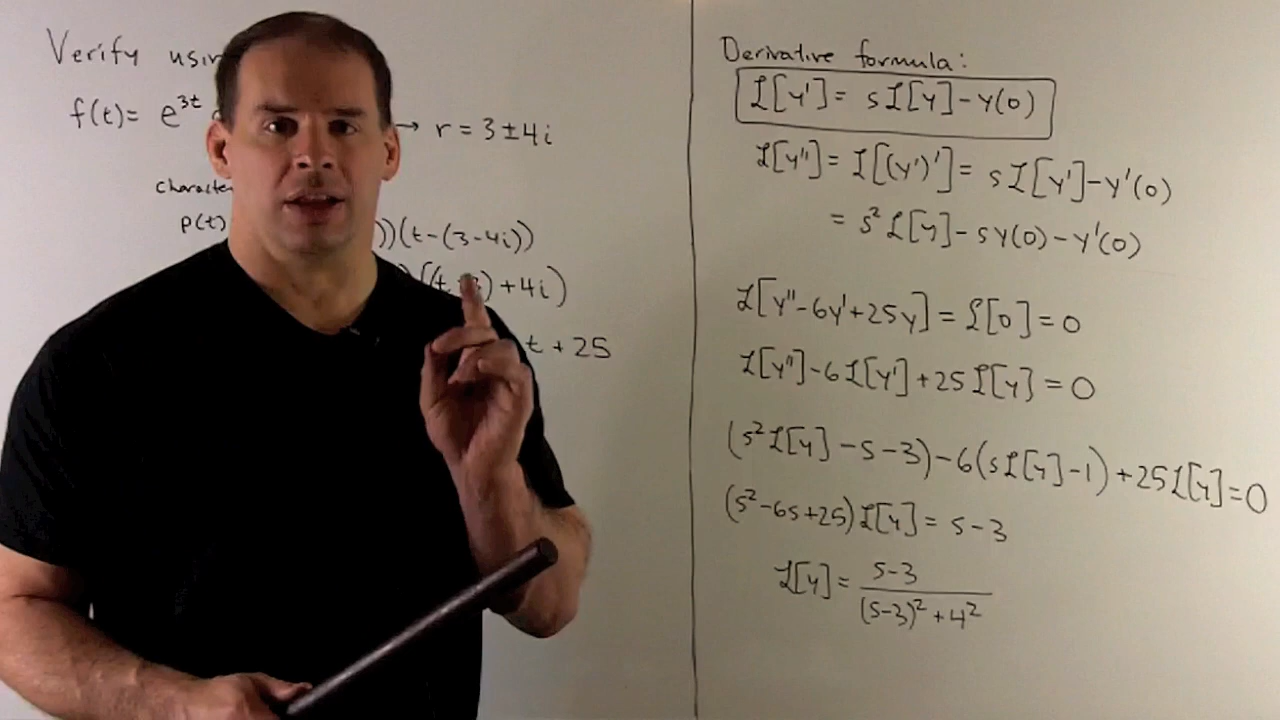 Verify
f(t)= e^{3t} → r = 3 ± 4i
p(t) )(t-(3-4i))
+4i)
t + 25
Derivative formula:
ℒ[y'] = sℒ[y] - y(0)
ℒ[y''] = ℒ[(y')'] = sℒ[y'] - y'(0)
= s²ℒ[y] - sy(0) - y'(0)
ℒ[y''-6y'+25y] = ℒ[0] = 0
ℒ[y'']-6ℒ[y']+25ℒ[y] = 0
(s²ℒ[y] - s - 3) - 6(sℒ[y] - 1) + 25ℒ[y] = 0
(s²-6s+25)ℒ[y] = s-3
ℒ[y] = \frac{s-3}{(s-3)²+4²}